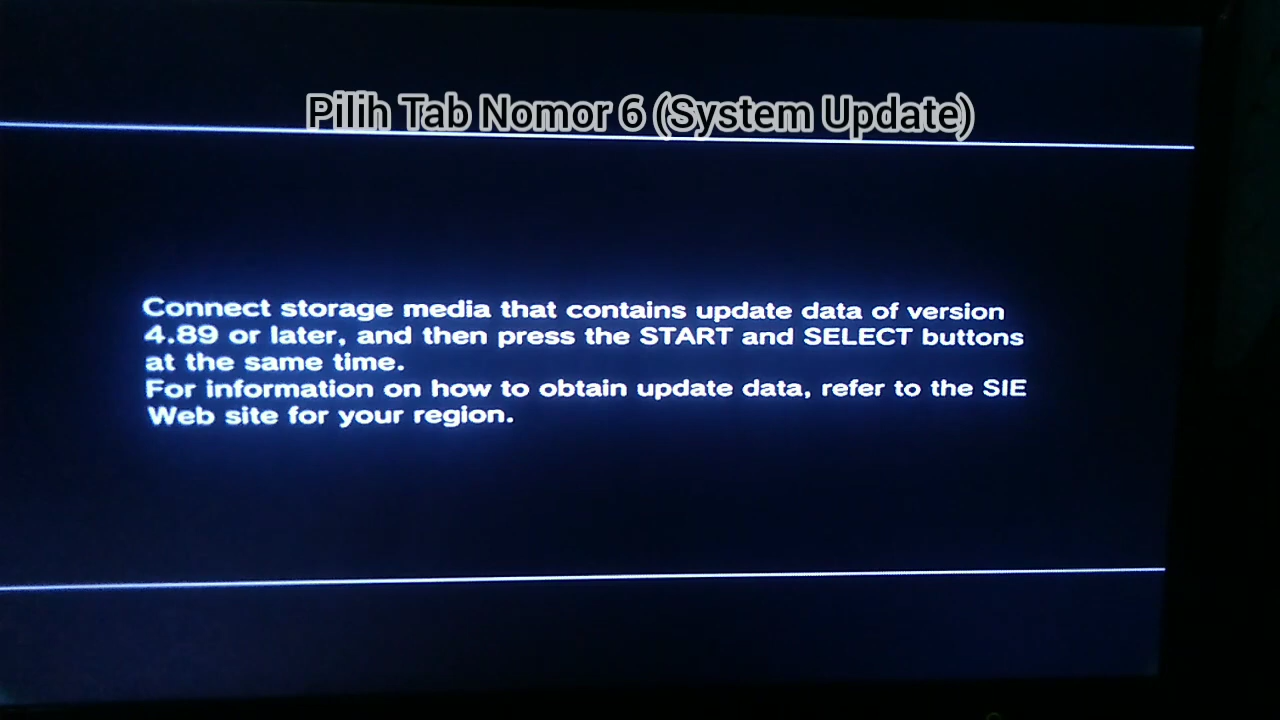 Pilih Tab Nomor 6 (System Update)
Connect storage media that contains update data of version
4.89 or later, and then press the START and SELECT buttons
at the same time.
For information on how to obtain update data, refer to the SIE
Web site for your region.